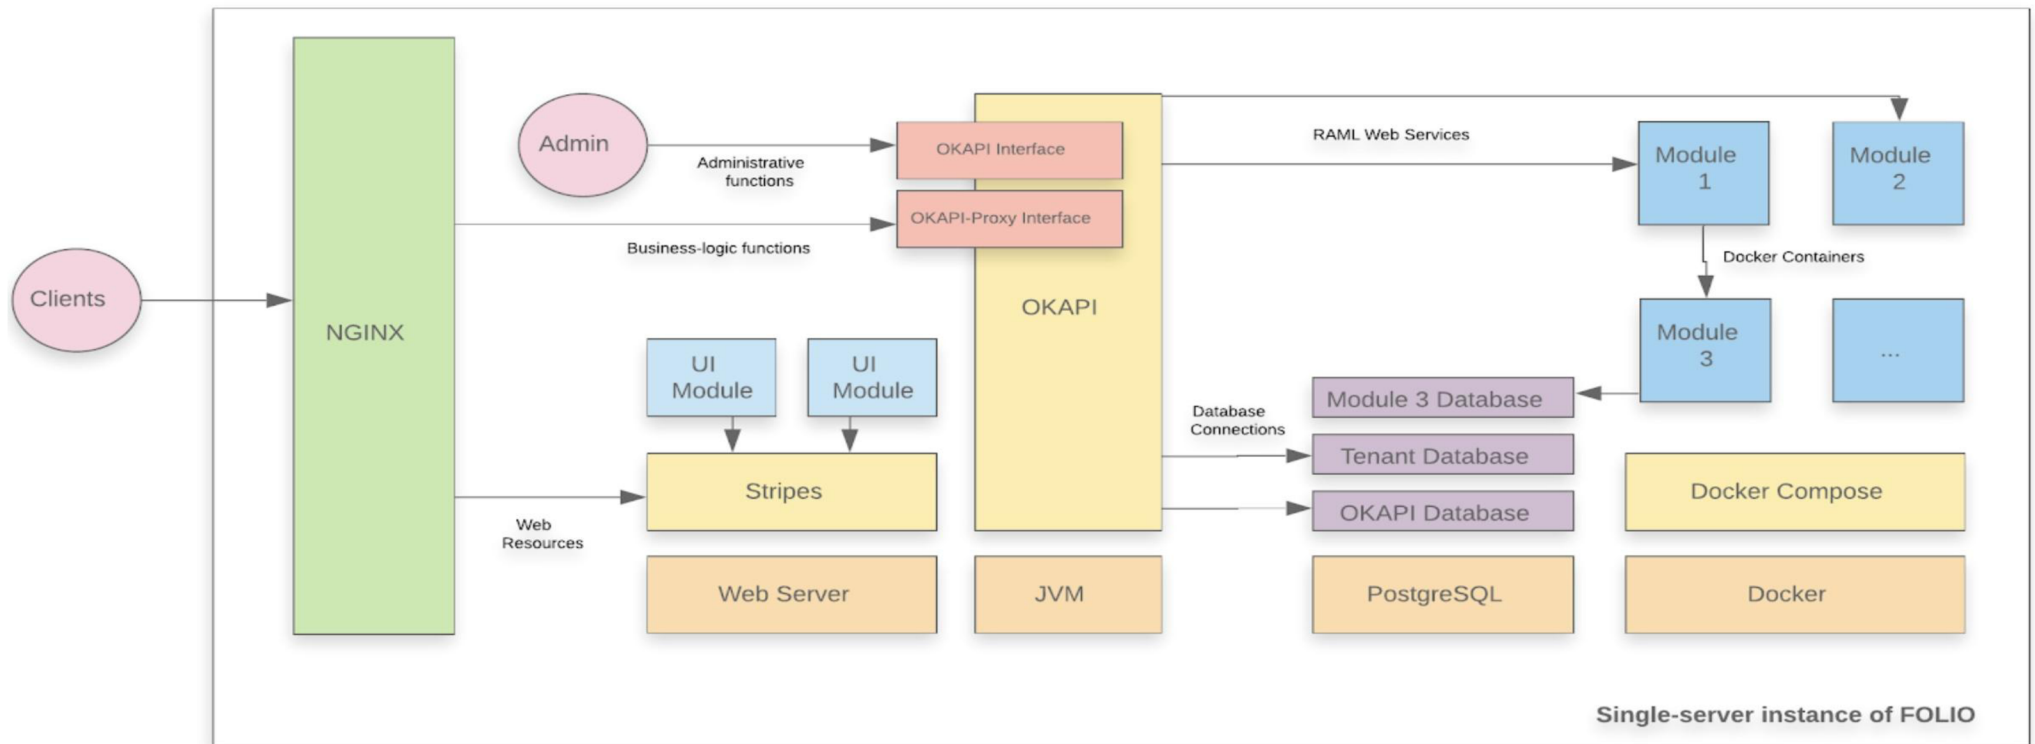 Clients
NGINX
Admin
Administrative
functions
Business-logic functions
OKAPI Interface
OKAPI-Proxy Interface
OKAPI
UI
Module
UI
Module
Stripes
Web
Resources
Web Server
JVM
RAML Web Services
Module
1
Module
2
Docker Containers
Module
3
...
Database
Connections
Module 3 Database
Tenant Database
OKAPI Database
PostgreSQL
Docker Compose
Docker
Single-server instance of FOLIO